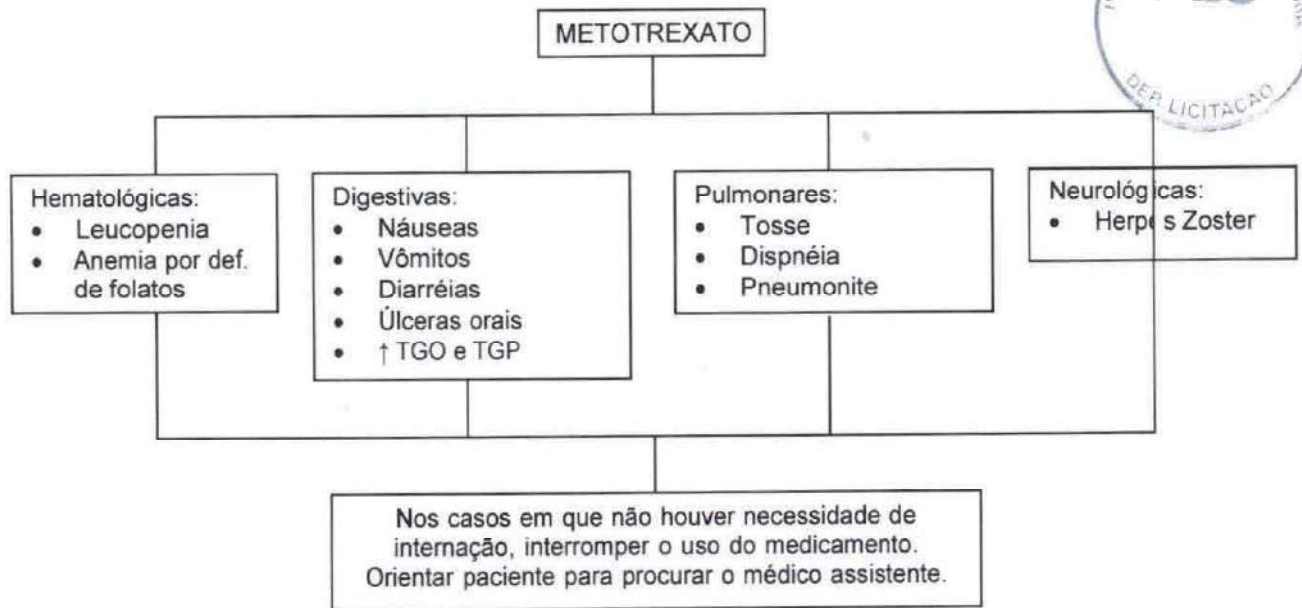 METOTREXATO
DEP LICITACAO
Hematológicas:
• Leucopenia
• Anemia por def.
de folatos
Digestivas:
• Náuseas
• Vômitos
• Diarréias
• Úlceras orais
• ↑ TGO e TGP
Pulmonares:
• Tosse
• Dispnéia
• Pneumonite
Neurológicas:
• Herpes Zoster
Nos casos em que não houver necessidade de
internação, interromper o uso do medicamento.
Orientar paciente para procurar o médico assistente.